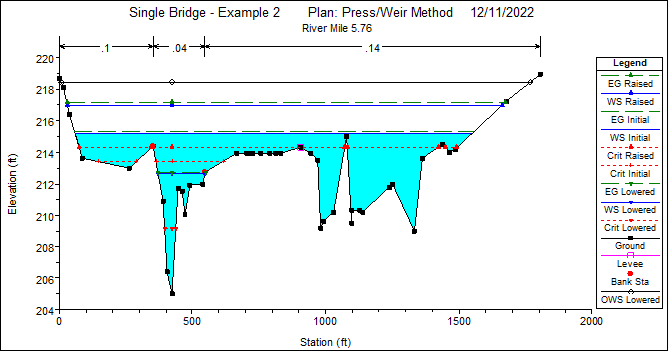 Single Bridge - Example 2 Plan: Press/Weir Method 12/11/2022
River Mile 5.76
.1 .04 .14
Legend
EG Raised
WS Raised
EG Initial
WS Initial
Crit Raised
Crit Initial
EG Lowered
WS Lowered
Crit Lowered
Ground
Levee
Bank Sta
OWS Lowered
Elevation (ft)
220
218
216
214
212
210
208
206
204
0 500 1000 1500 2000
Station (ft)